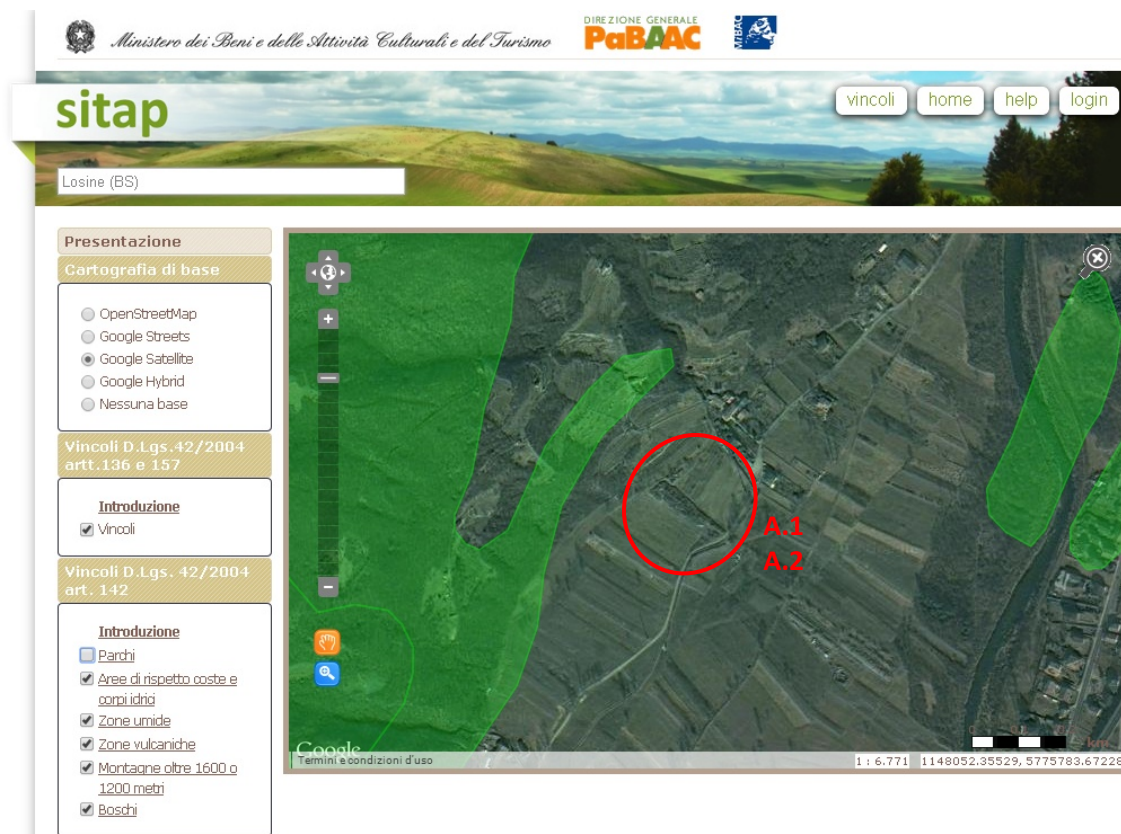 Ministero dei Beni e delle Attività Culturali e del Turismo
DIREZIONE GENERALE
PaBAAC
MiBAC
sitap
vincoli
home
help
login
Losine (BS)
Presentazione
Cartografia di base
OpenStreetMap
Google Streets
Google Satellite
Google Hybrid
Nessuna base
Vincoli D.Lgs.42/2004
artt.136 e 157
Introduzione
Vincoli
Vincoli D.Lgs. 42/2004
art. 142
Introduzione
Parchi
Aree di rispetto coste e
corpi idrici
Zone umide
Zone vulcaniche
Montagne oltre 1600 o
1200 metri
Boschi
A.1
A.2
Google
Termini e condizioni d'uso
km
1 : 6.771
1148052.35529, 5775783.67228